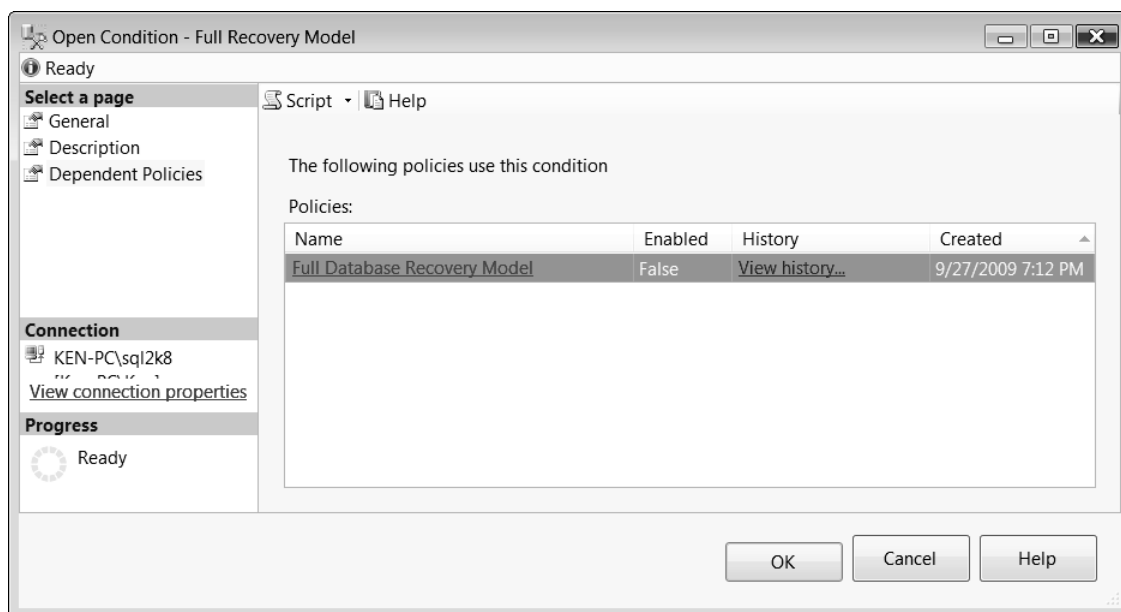 Open Condition - Full Recovery Model
Ready
Select a page
General
Description
Dependent Policies
Script
Help
The following policies use this condition
Policies:
Name Enabled History Created
Full Database Recovery Model False View history... 9/27/2009 7:12 PM
Connection
KEN-PC\sql2k8
View connection properties
Progress
Ready
OK Cancel Help